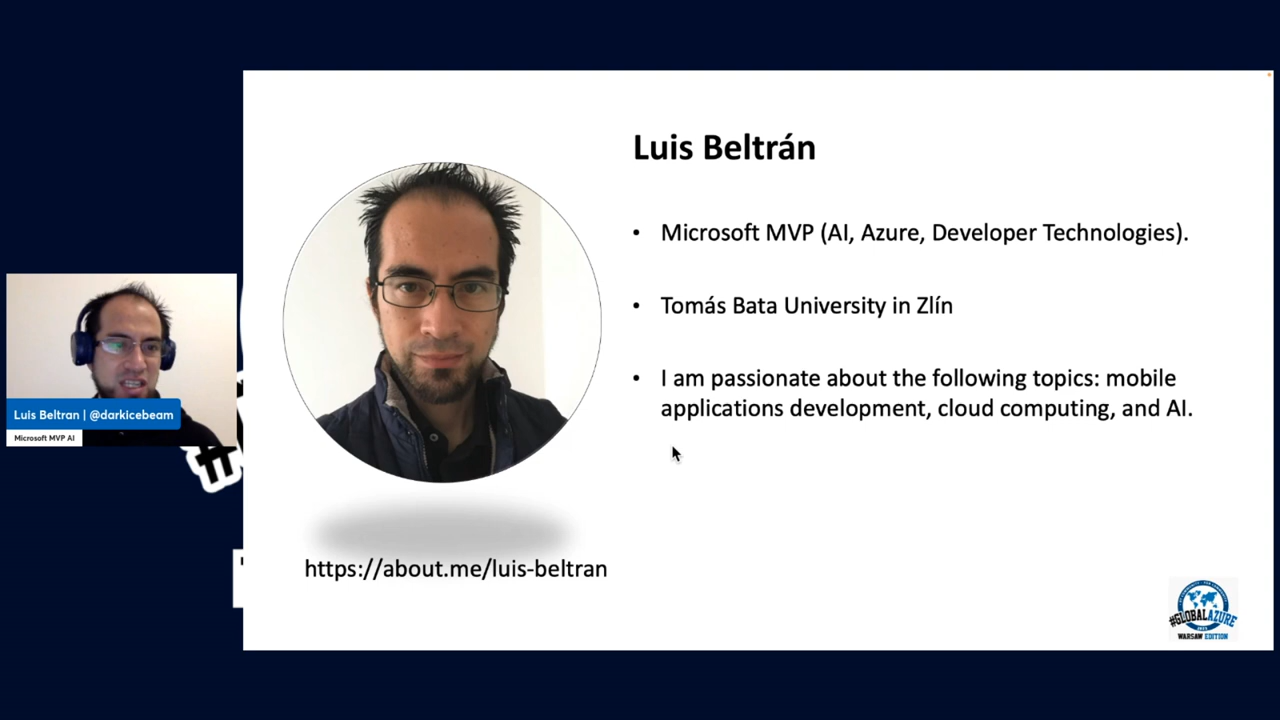 Luis Beltrán
• Microsoft MVP (AI, Azure, Developer Technologies).
• Tomás Bata University in Zlín
• I am passionate about the following topics: mobile
applications development, cloud computing, and AI.
https://about.me/luis-beltran
Luis Beltran | @darkicebeam
Microsoft MVP AI
#GLOBALAZURE
WARSAW EDITION